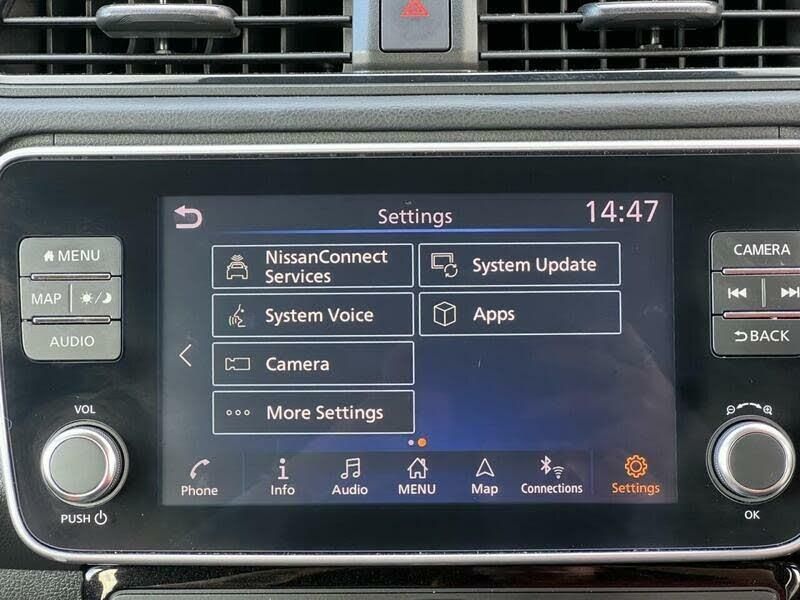 Settings
14:47
NissanConnect
Services
System Update
System Voice
Apps
Camera
More Settings
Phone
Info
Audio
MENU
Map
Connections
Settings
MENU
MAP
AUDIO
VOL
PUSH
CAMERA
BACK
OK